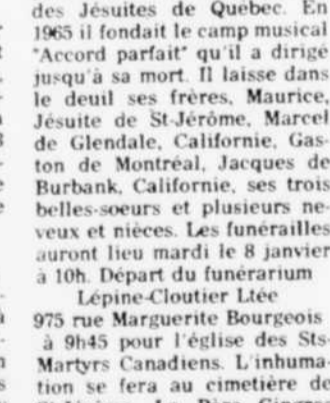 des Jésuites de Québec. En
1965 il fondait le camp musical
"Accord parfait" qu'il a dirigé
jusqu'à sa mort. Il laisse dans
le deuil ses frères, Maurice,
Jésuite de St-Jérôme, Marcel
de Glendale, Californie, Gas-
ton de Montréal, Jacques de
Burbank, Californie, ses trois
belles-soeurs et plusieurs ne-
veux et nièces. Les funérailles
auront lieu mardi le 8 janvier
à 10h. Départ du funérarium
Lépine-Cloutier Ltée
975 rue Marguerite Bourgeois
à 9h45 pour l'église des Sts-
Martyrs Canadiens. L'inhuma-
tion se fera au cimetière de